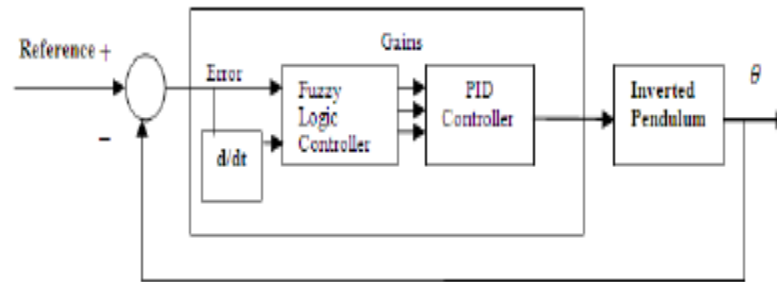 Reference +
−
Error
d/dt
Gains
Fuzzy
Logic
Controller
PID
Controller
Inverted
Pendulum
θ